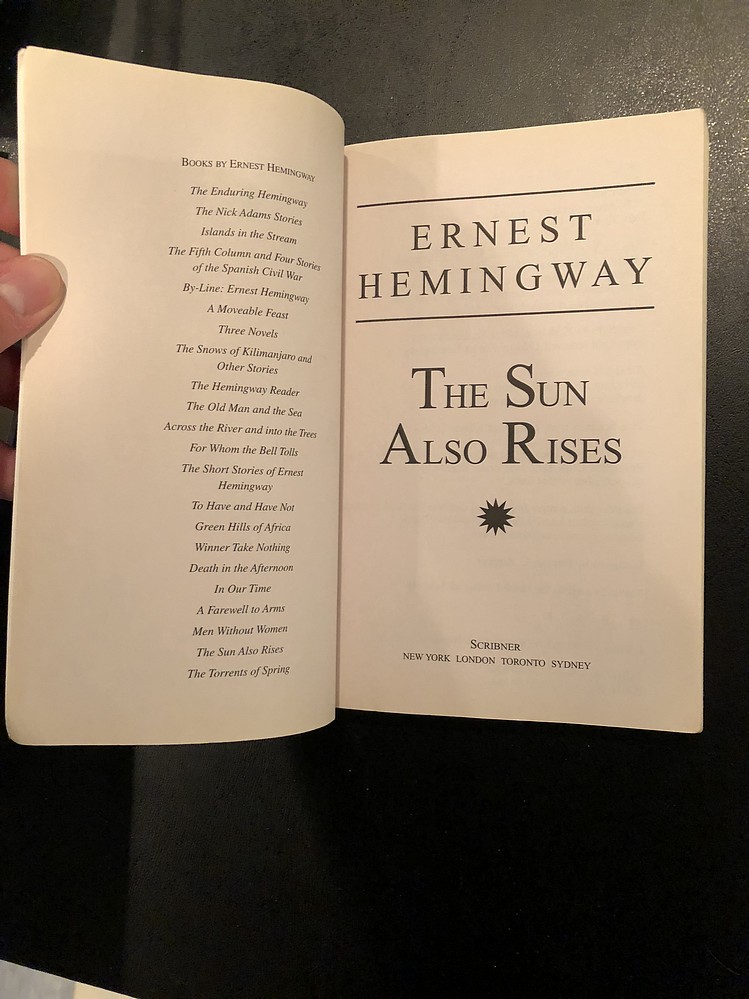 BOOKS BY ERNEST HEMINGWAY
The Enduring Hemingway
The Nick Adams Stories
Islands in the Stream
The Fifth Column and Four Stories
of the Spanish Civil War
By-Line: Ernest Hemingway
A Moveable Feast
Three Novels
The Snows of Kilimanjaro and
Other Stories
The Hemingway Reader
The Old Man and the Sea
Across the River and into the Trees
For Whom the Bell Tolls
The Short Stories of Ernest
Hemingway
To Have and Have Not
Green Hills of Africa
Winner Take Nothing
Death in the Afternoon
In Our Time
A Farewell to Arms
Men Without Women
The Sun Also Rises
The Torrents of Spring
ERNEST
HEMINGWAY
THE SUN
ALSO RISES
SCRIBNER
NEW YORK LONDON TORONTO SYDNEY